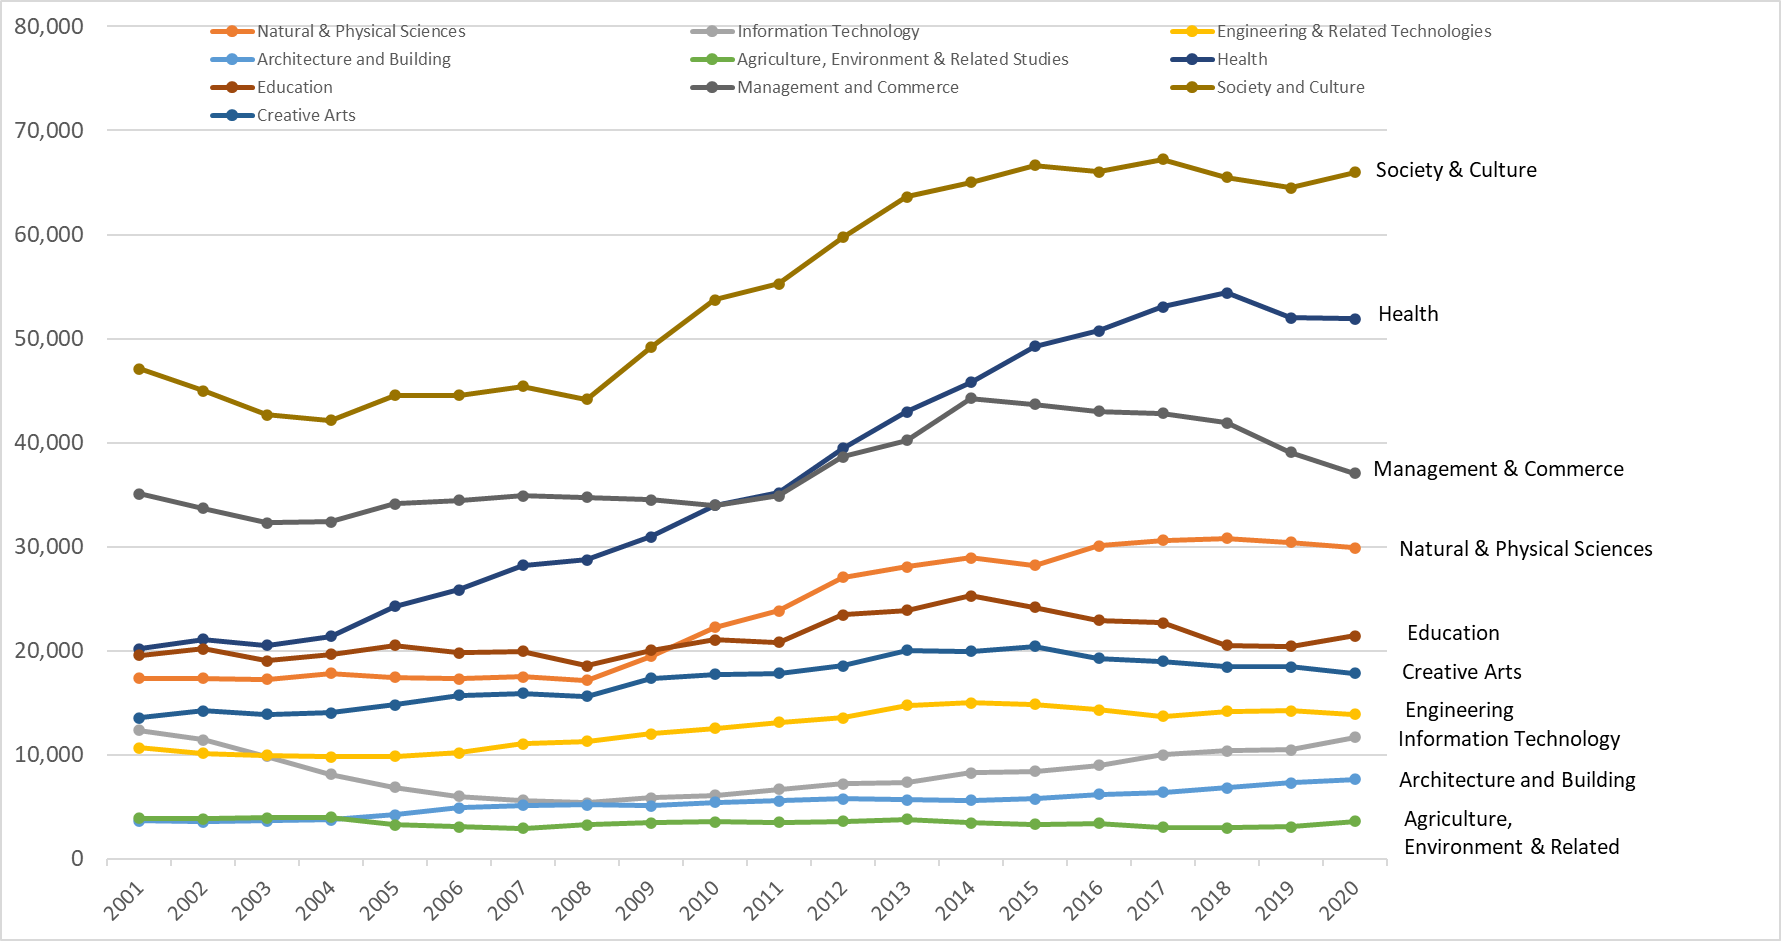 80,000
Natural & Physical Sciences
Information Technology
Engineering & Related Technologies
Architecture and Building
Agriculture, Environment & Related Studies
Health
Education
Management and Commerce
Society and Culture
Creative Arts
70,000
60,000
50,000
40,000
30,000
20,000
10,000
0
Society & Culture
Health
Management & Commerce
Natural & Physical Sciences
Education
Creative Arts
Engineering
Information Technology
Architecture and Building
Agriculture,
Environment & Related
2001
2002
2003
2004
2005
2006
2007
2008
2009
2010
2011
2012
2013
2014
2015
2016
2017
2018
2019
2020